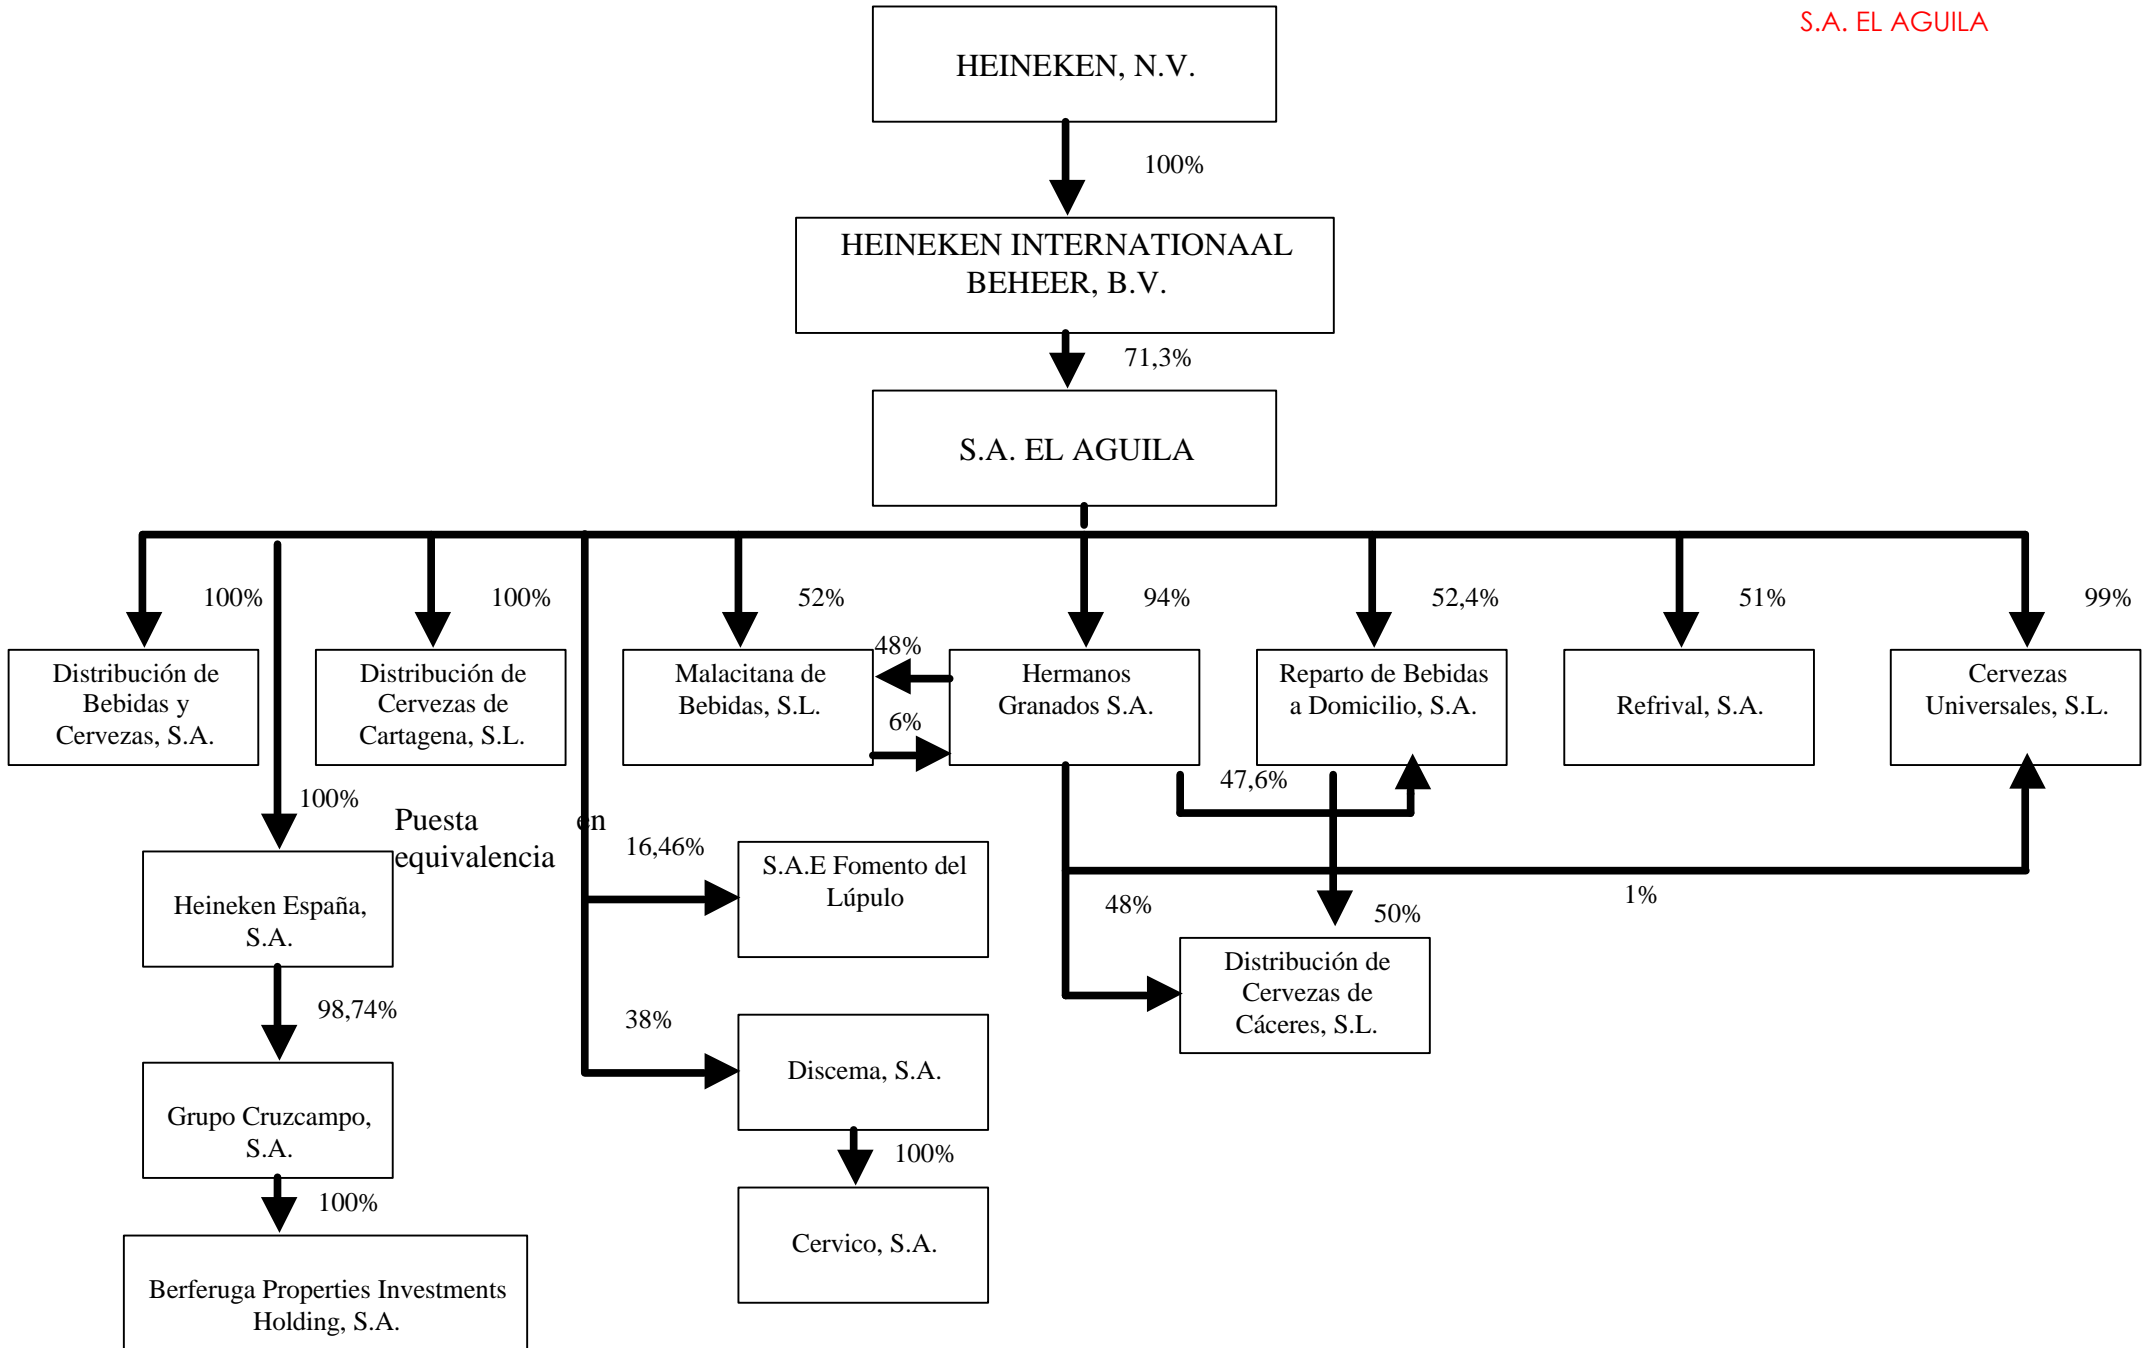 S.A. EL AGUILA
HEINEKEN, N.V.
100%
HEINEKEN INTERNATIONAAL
BEHEER, B.V.
71,3%
S.A. EL AGUILA
100%
100%
52%
94%
52,4%
51%
99%
Distribución de
Bebidas y
Cervezas, S.A.
Distribución de
Cervezas de
Cartagena, S.L.
Malacitana de
Bebidas, S.L.
48%
6%
Hermanos
Granados S.A.
Reparto de Bebidas
a Domicilio, S.A.
Refrival, S.A.
Cervezas
Universales, S.L.
47,6%
100%
Puesta en
equivalencia
16,46%
S.A.E Fomento del
Lúpulo
48%
50%
1%
Heineken España,
S.A.
Distribución de
Cervezas de
Cáceres, S.L.
98,74%
38%
Discema, S.A.
Grupo Cruzcampo,
S.A.
100%
100%
Cervico, S.A.
Berferuga Properties Investments
Holding, S.A.